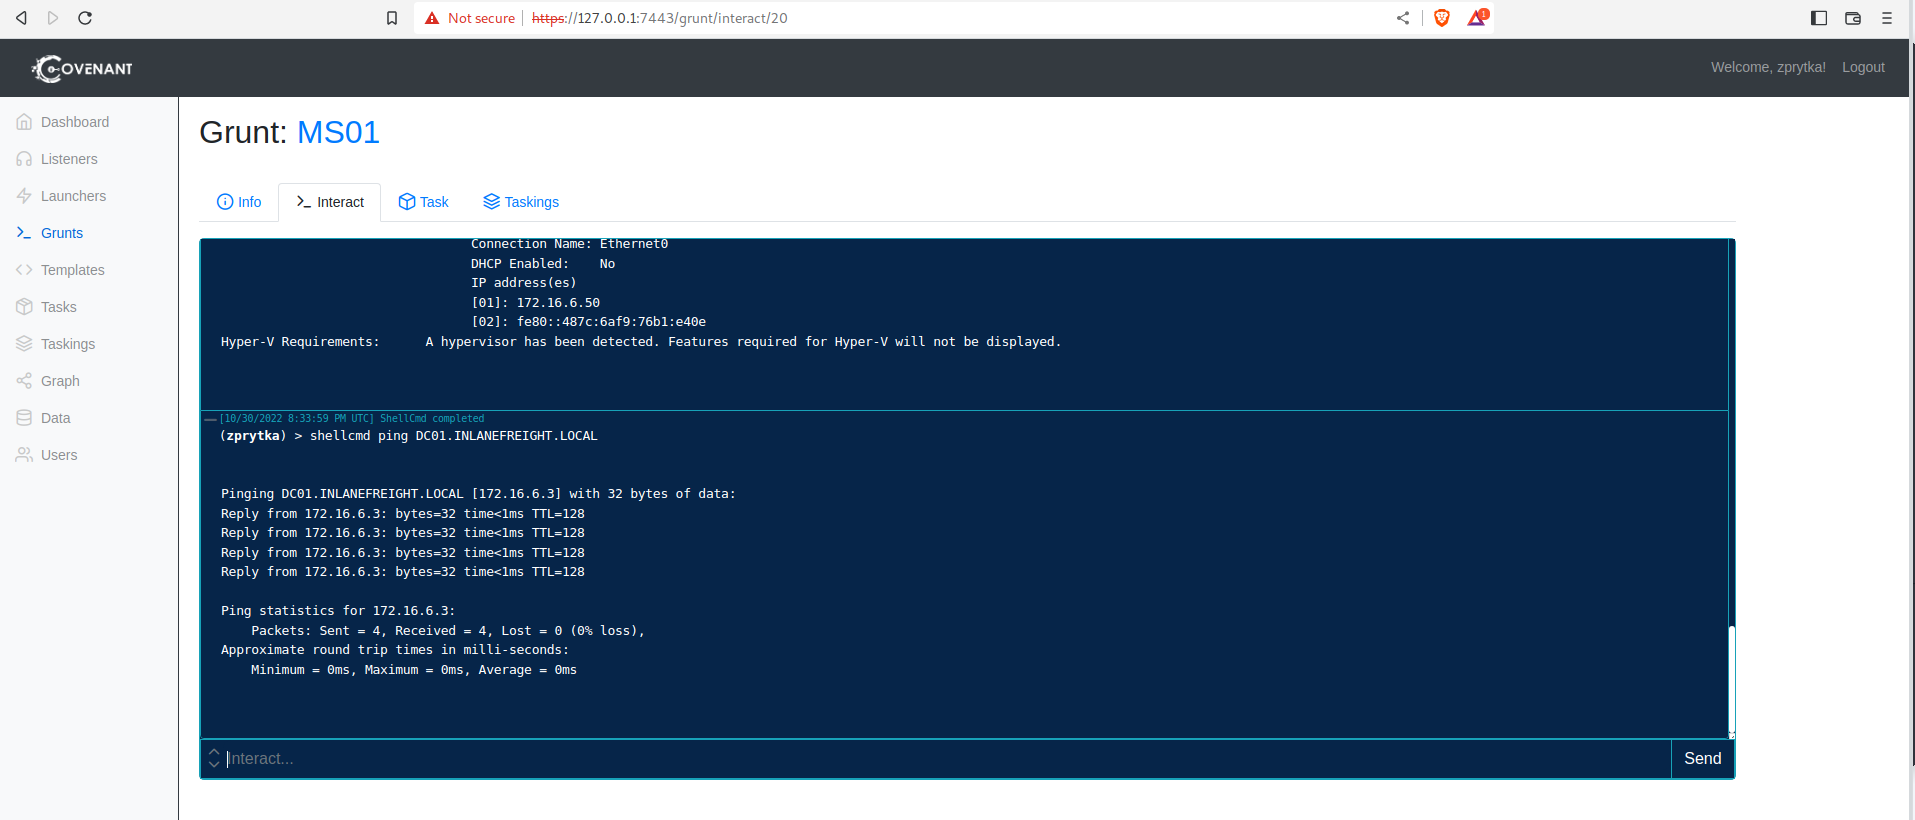 Not secure https://127.0.0.1:7443/grunt/interact/20 1
COVENANT Welcome, zprytka! Logout
Dashboard
Listeners
Launchers
Grunts
Templates
Tasks
Taskings
Graph
Data
Users
Grunt: MS01
Info Interact Task Taskings
Connection Name: Ethernet0
DHCP Enabled:    No
IP address(es)
[01]: 172.16.6.50
[02]: fe80::487c:6af9:76b1:e40e
Hyper-V Requirements:      A hypervisor has been detected. Features required for Hyper-V will not be displayed.
[10/30/2022 8:33:59 PM UTC] ShellCmd completed
(zprytka) > shellcmd ping DC01.INLANEFREIGHT.LOCAL
Pinging DC01.INLANEFREIGHT.LOCAL [172.16.6.3] with 32 bytes of data:
Reply from 172.16.6.3: bytes=32 time<1ms TTL=128
Reply from 172.16.6.3: bytes=32 time<1ms TTL=128
Reply from 172.16.6.3: bytes=32 time<1ms TTL=128
Reply from 172.16.6.3: bytes=32 time<1ms TTL=128
Ping statistics for 172.16.6.3:
    Packets: Sent = 4, Received = 4, Lost = 0 (0% loss),
Approximate round trip times in milli-seconds:
    Minimum = 0ms, Maximum = 0ms, Average = 0ms
Interact... Send